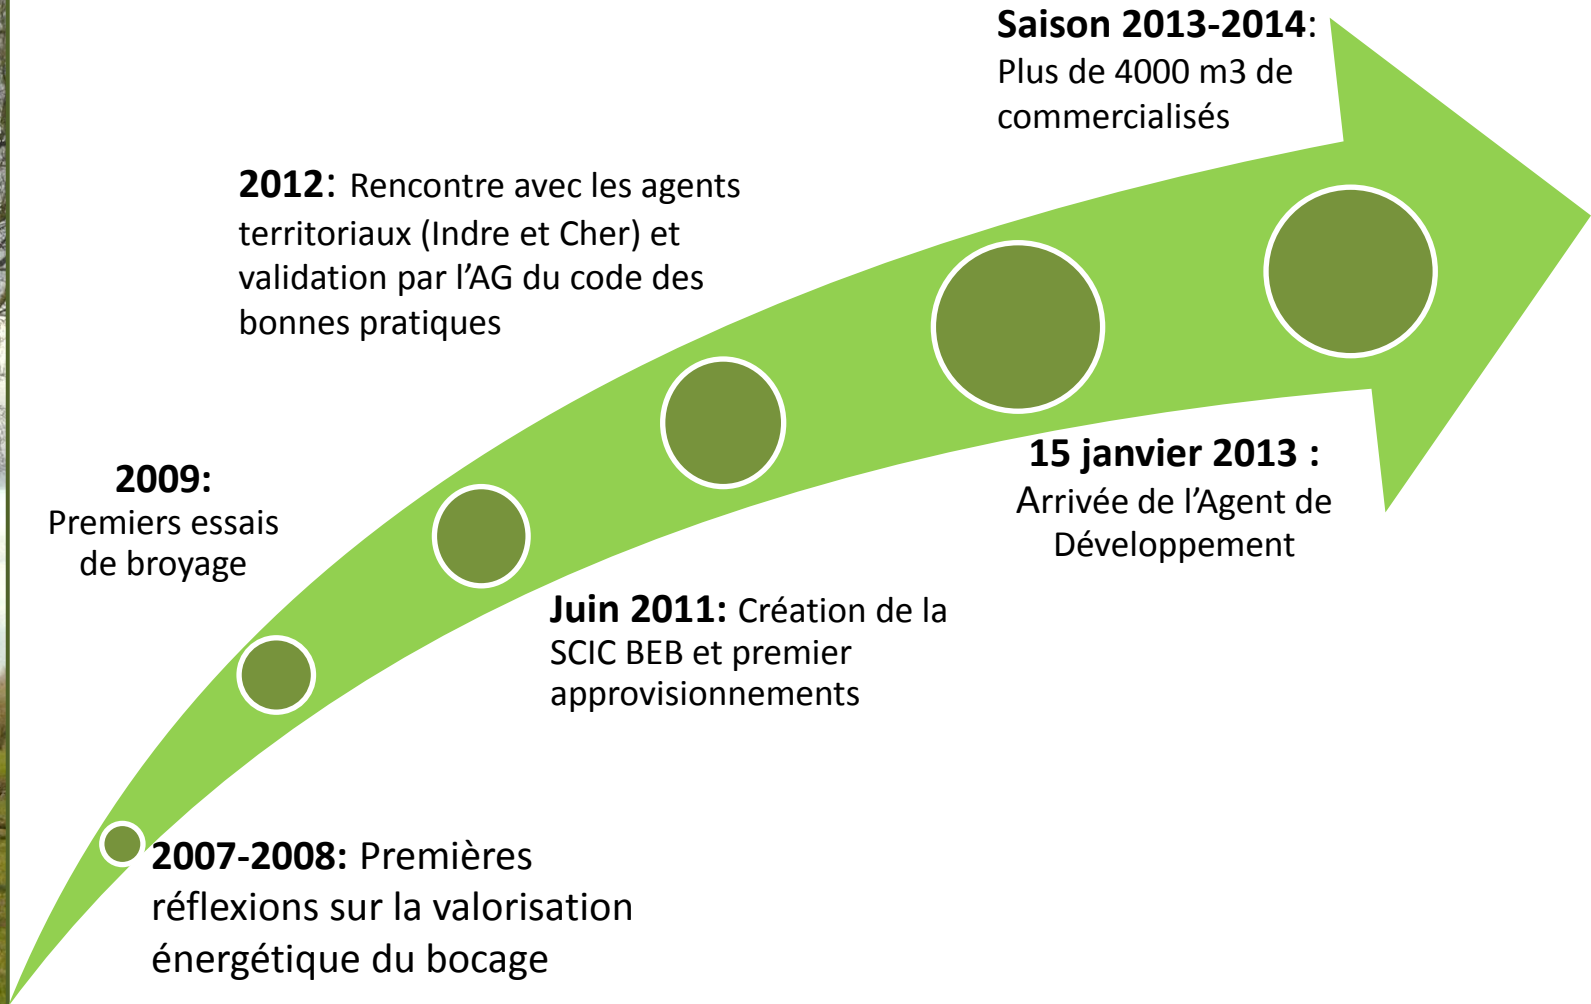 Saison 2013-2014:
Plus de 4000 m3 de
commercialisés
2012: Rencontre avec les agents
territoriaux (Indre et Cher) et
validation par l’AG du code des
bonnes pratiques
15 janvier 2013 :
Arrivée de l’Agent de
Développement
2009:
Premiers essais
de broyage
Juin 2011: Création de la
SCIC BEB et premier
approvisionnements
2007-2008: Premières
réflexions sur la valorisation
énergétique du bocage